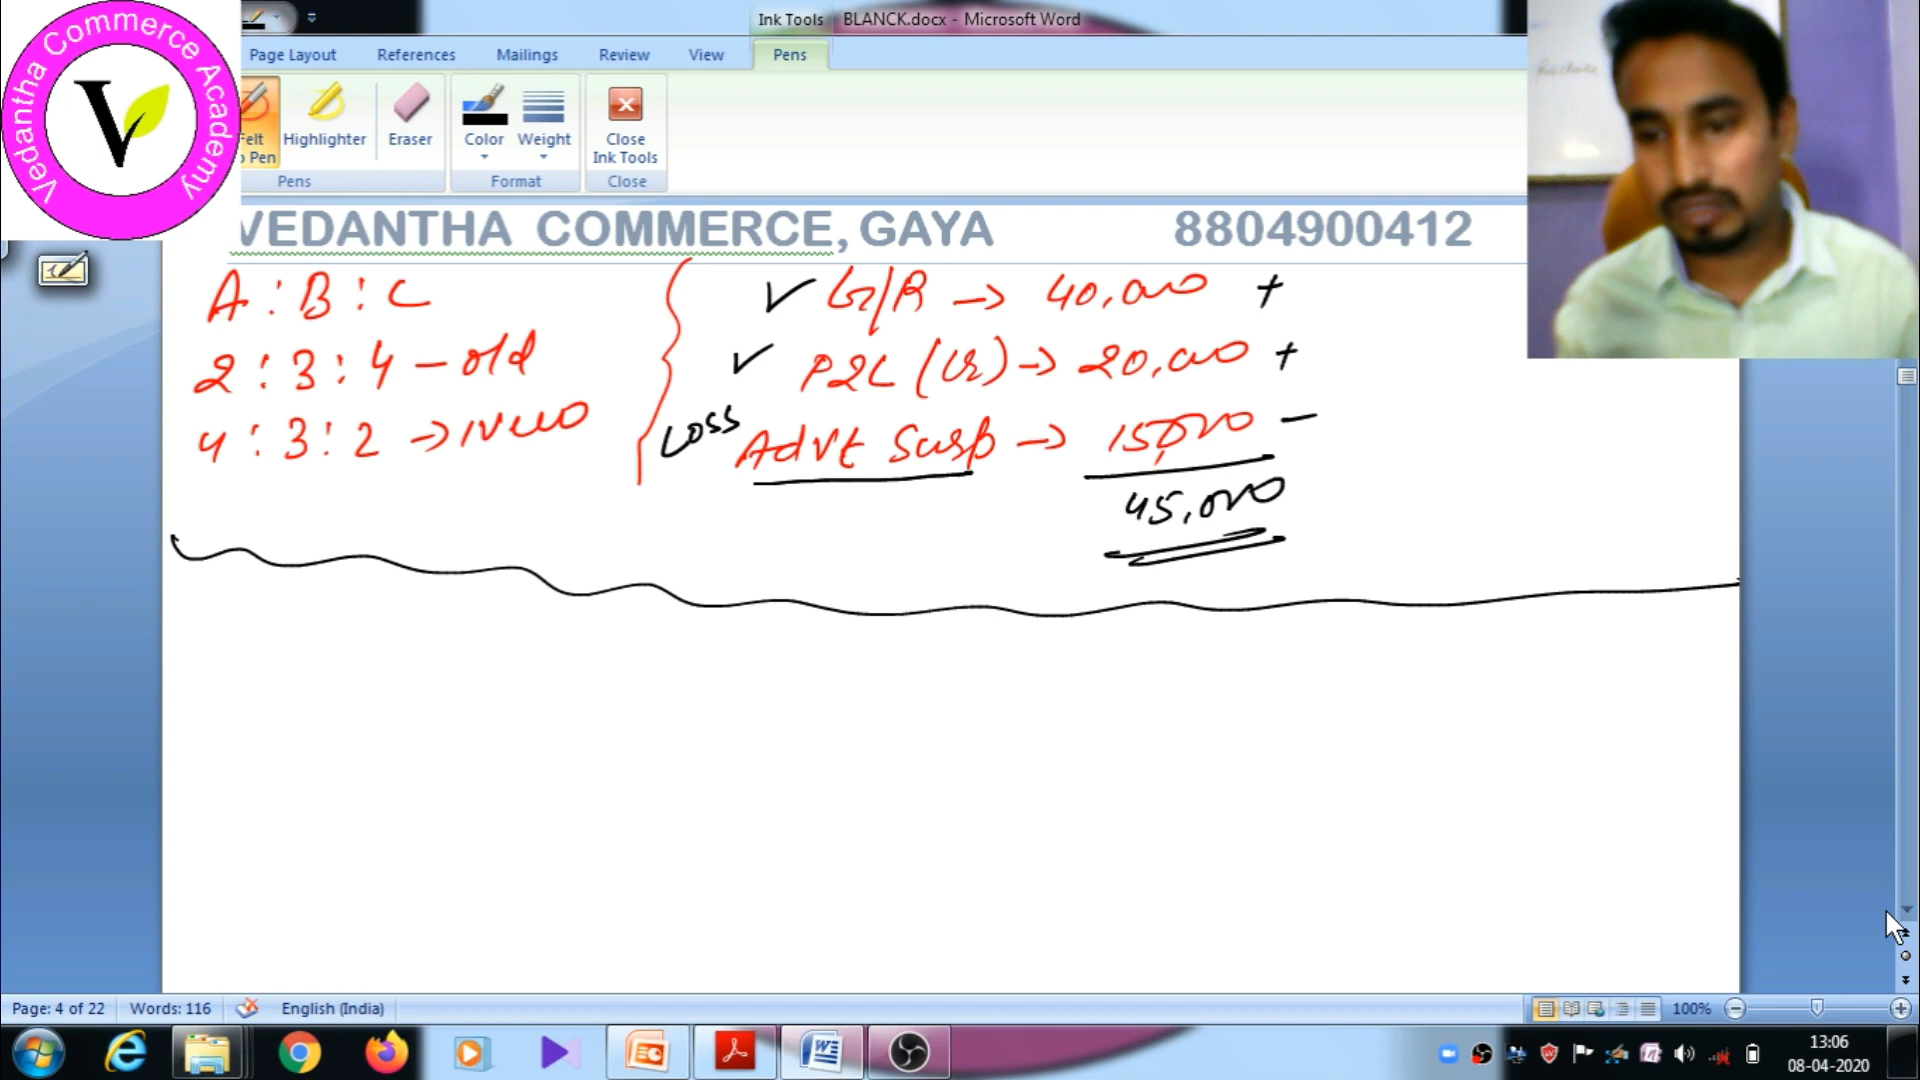 Ink Tools BLANCK.docx - Microsoft Word
Page Layout References Mailings Review View Pens
Felt
Pen
Highlighter
Eraser
Color
Weight
Close
Ink Tools
Pens Format Close
Vedantha Commerce Academy
V
VEDANTHA COMMERCE, GAYA 8804900412
A : B : C
2 : 3 : 4 - old
4 : 3 : 2 → New
✓ G/R → 40,000 +
✓ P&L (Cr) → 20,000 +
Loss Advt Susp → 15,000 -
45,000
Page: 4 of 22 Words: 116 English (India) 100%
13:06
08-04-2020